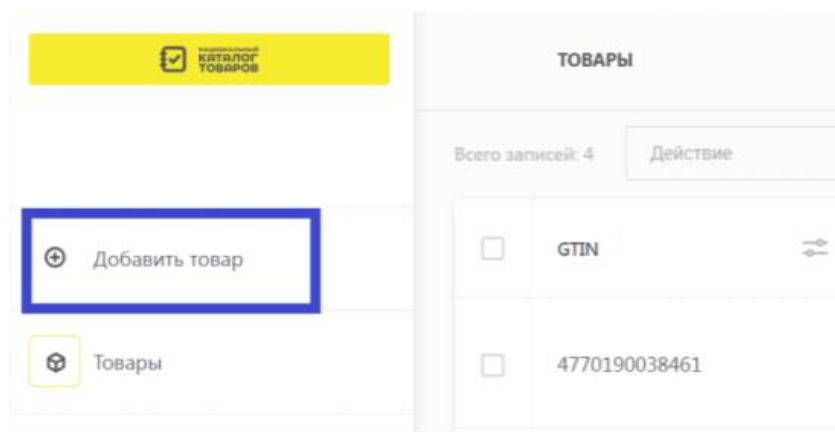 НАЦИОНАЛЬНЫЙ
КАТАЛОГ
ТОВАРОВ
ТОВАРЫ
Всего записей: 4
Действие
Добавить товар
GTIN
Товары
4770190038461